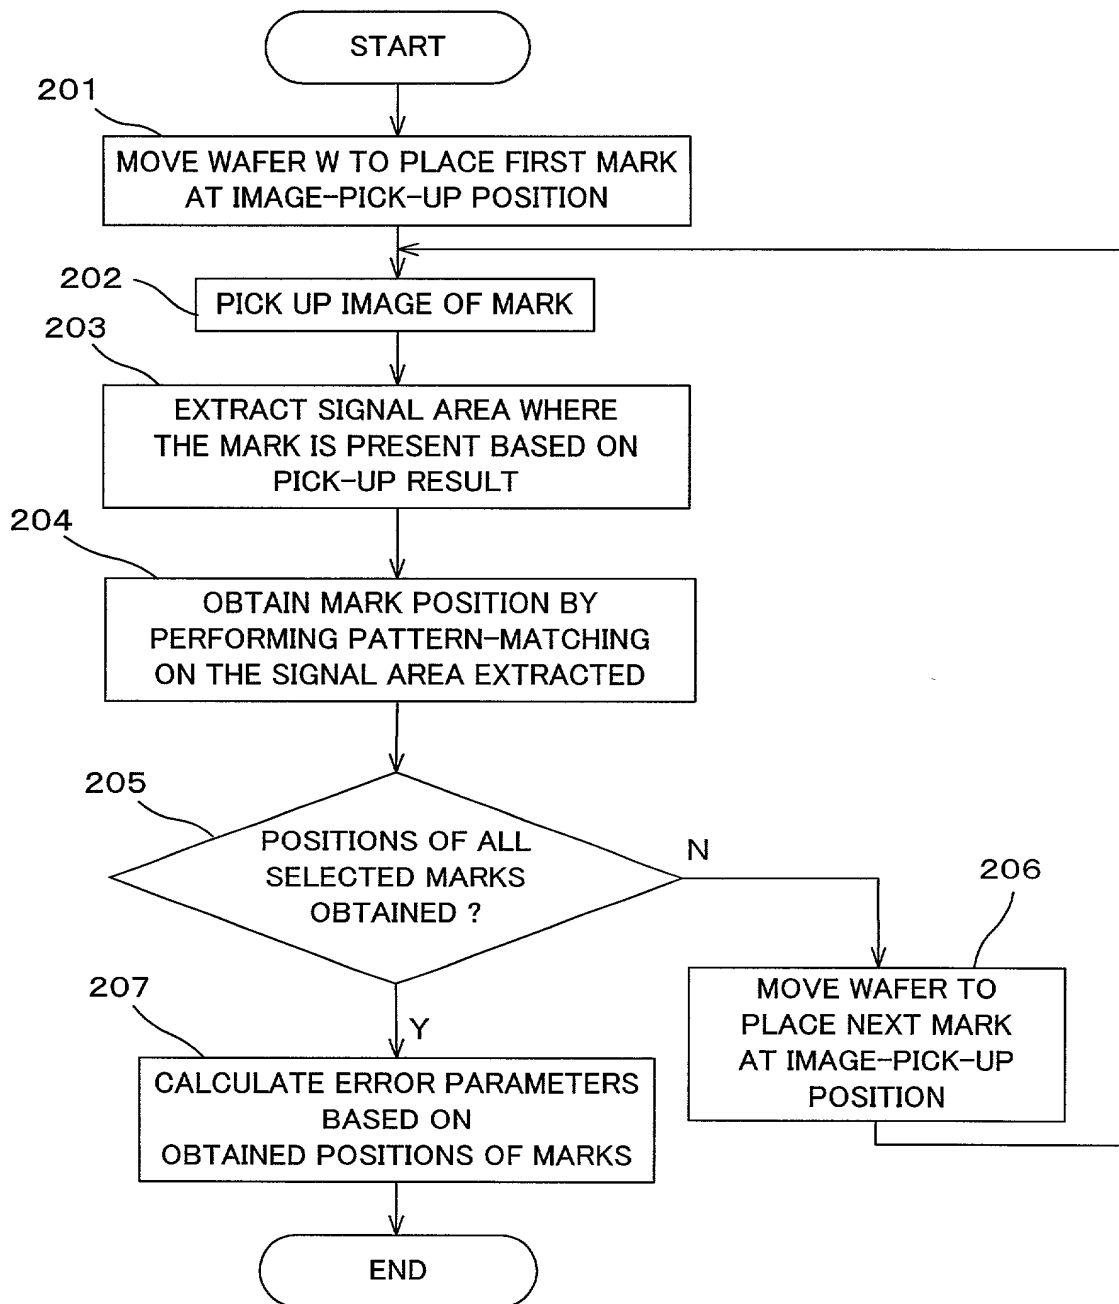 START
201
MOVE WAFER W TO PLACE FIRST MARK
AT IMAGE-PICK-UP POSITION
202
PICK UP IMAGE OF MARK
203
EXTRACT SIGNAL AREA WHERE
THE MARK IS PRESENT BASED ON
PICK-UP RESULT
204
OBTAIN MARK POSITION BY
PERFORMING PATTERN-MATCHING
ON THE SIGNAL AREA EXTRACTED
205
POSITIONS OF ALL
SELECTED MARKS
OBTAINED ?
N
206
MOVE WAFER TO
PLACE NEXT MARK
AT IMAGE-PICK-UP
POSITION
Y
207
CALCULATE ERROR PARAMETERS
BASED ON
OBTAINED POSITIONS OF MARKS
END